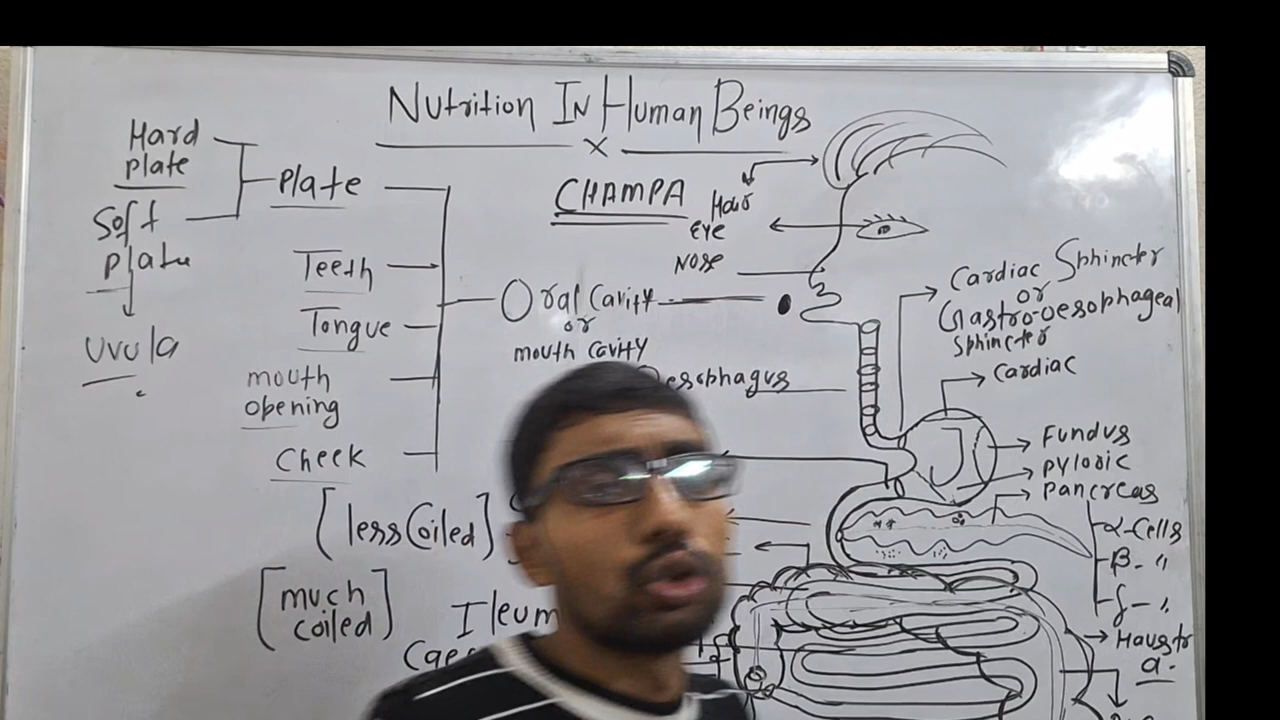 Nutrition In Human Beings
x
CHAMPA
Hard
plate
Soft
plate
Uvula
Plate
Teeth
Tongue
mouth
opening
Cheek
Oral Cavity
or
mouth cavity
Oesophagus
Hair
EYE
NOSE
Cardiac Sphincter
or
Gastro-oesophageal
Sphincter
Cardiac
Fundus
Pyloric
Pancreas
α-Cells
β- "
δ- "
Haustr
a.
[less Coiled]
[much
coiled]
Ileum